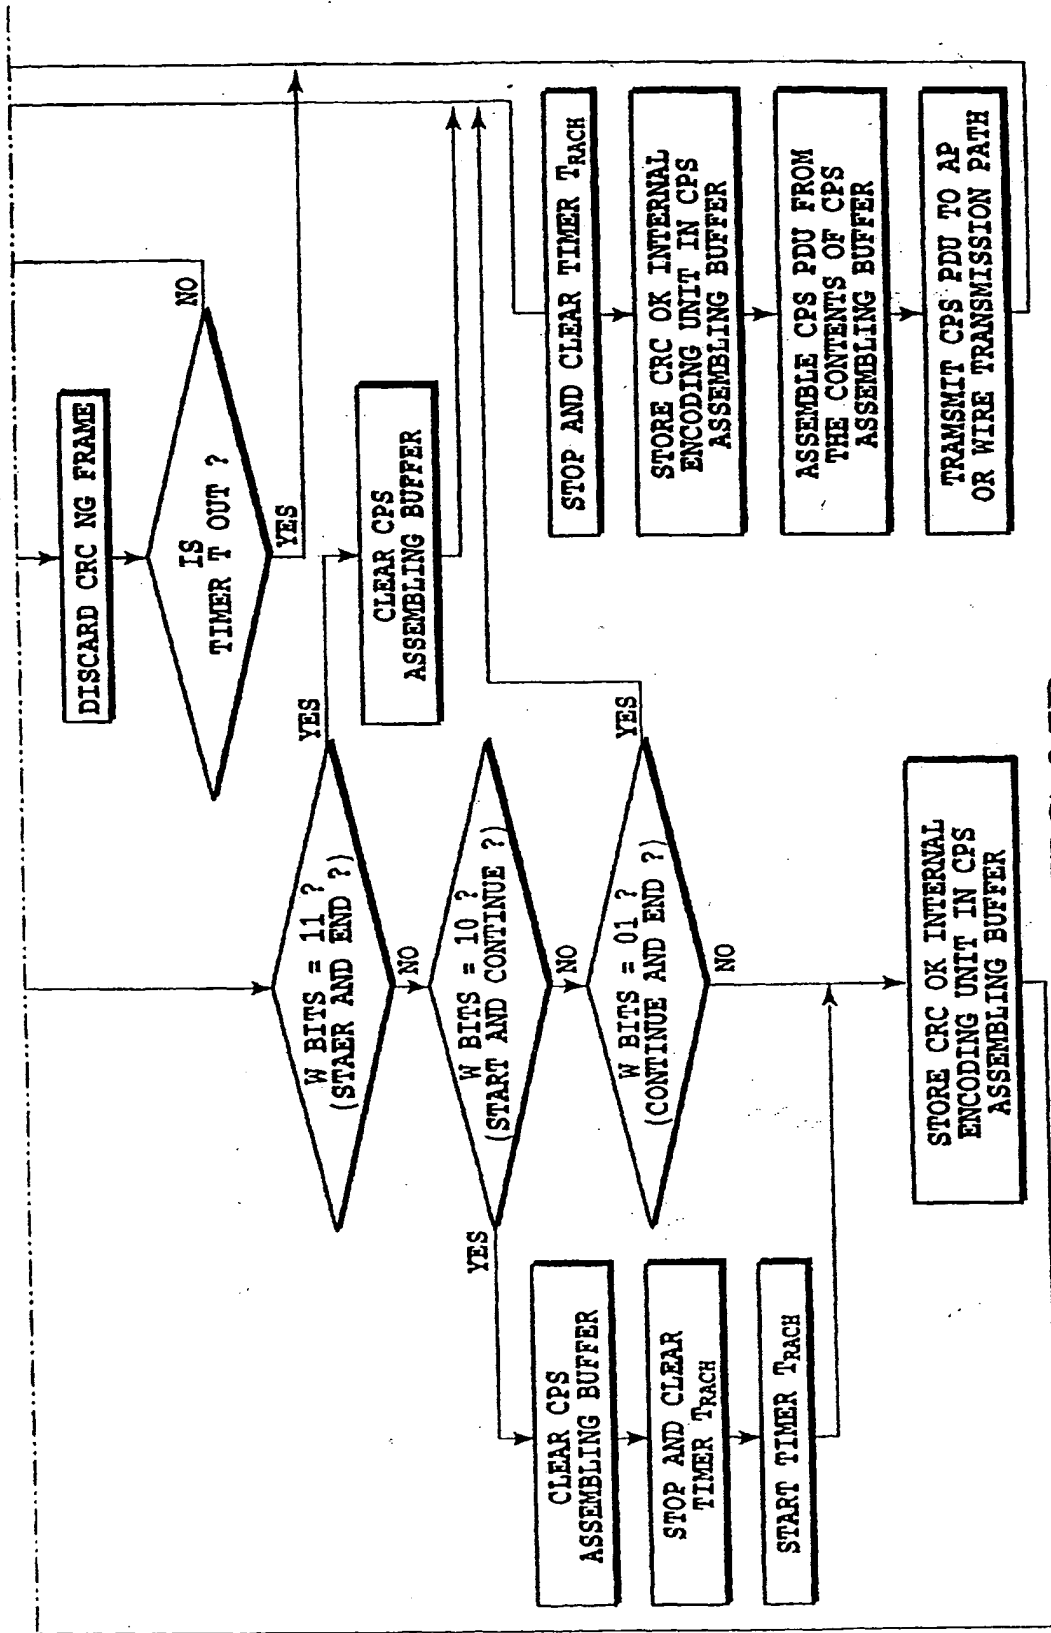 DISCARD CRC NG FRAME
IS
TIMER T OUT ?
NO
YES
W BITS = 11 ?
(STAER AND END ?)
YES
NO
CLEAR CPS
ASSEMBLING BUFFER
W BITS = 10 ?
(START AND CONTINUE ?)
YES
NO
W BITS = 01 ?
(CONTINUE AND END ?)
YES
NO
CLEAR CPS
ASSEMBLING BUFFER
STOP AND CLEAR
TIMER TRACH
START TIMER TRACH
STORE CRC OK INTERNAL
ENCODING UNIT IN CPS
ASSEMBLING BUFFER
STOP AND CLEAR TIMER TRACH
STORE CRC OK INTERNAL
ENCODING UNIT IN CPS
ASSEMBLING BUFFER
ASSEMBLE CPS PDU FROM
THE CONTENTS OF CPS
ASSEMBLING BUFFER
TRAMSMIT CPS PDU TO AP
OR WIRE TRANSMISSION PATH